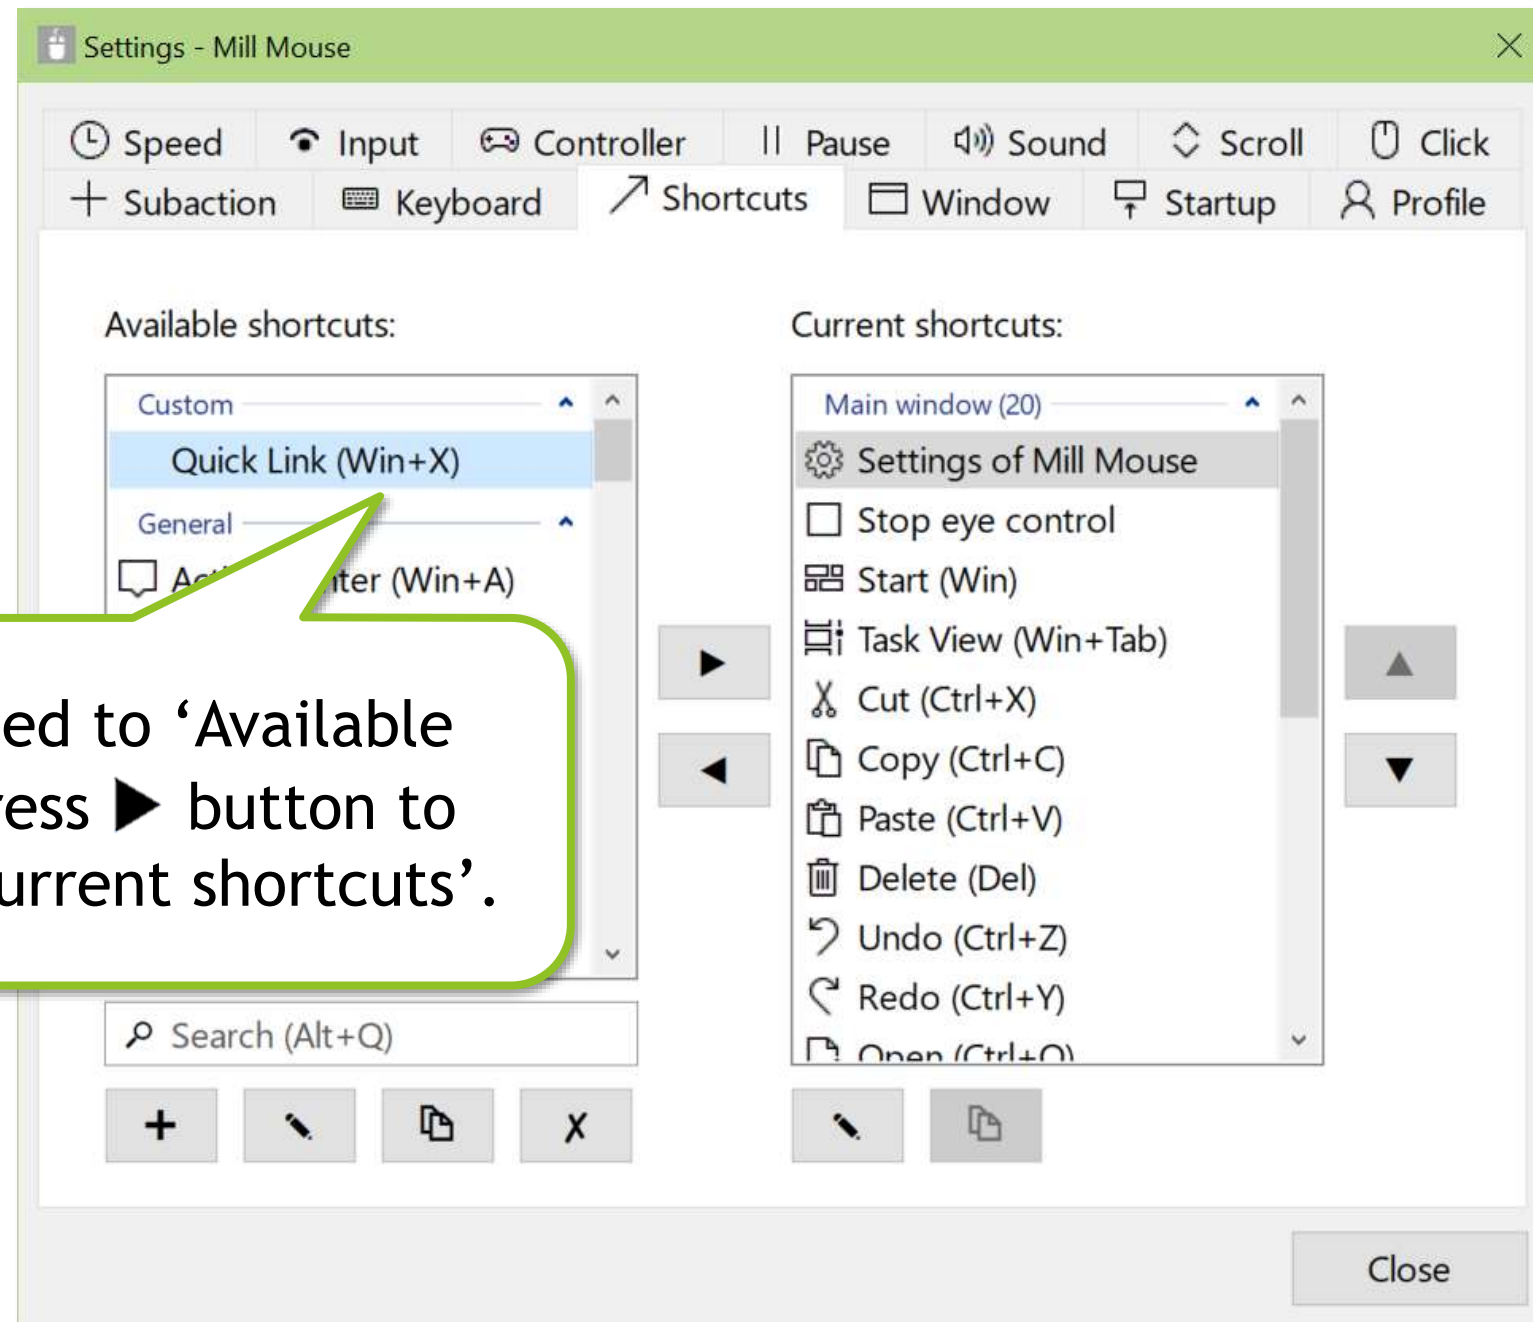 Settings - Mill Mouse
Speed Input Controller Pause Sound Scroll Click
Subaction Keyboard Shortcuts Window Startup Profile
Available shortcuts:
Custom
Quick Link (Win+X)
General
(Win+A)
ed to ‘Available
ress ▶ button to
urrent shortcuts’.
Search (Alt+Q)
Current shortcuts:
Main window (20)
Settings of Mill Mouse
Stop eye control
Start (Win)
Task View (Win+Tab)
Cut (Ctrl+X)
Copy (Ctrl+C)
Paste (Ctrl+V)
Delete (Del)
Undo (Ctrl+Z)
Redo (Ctrl+Y)
Open (Ctrl+O)
Close